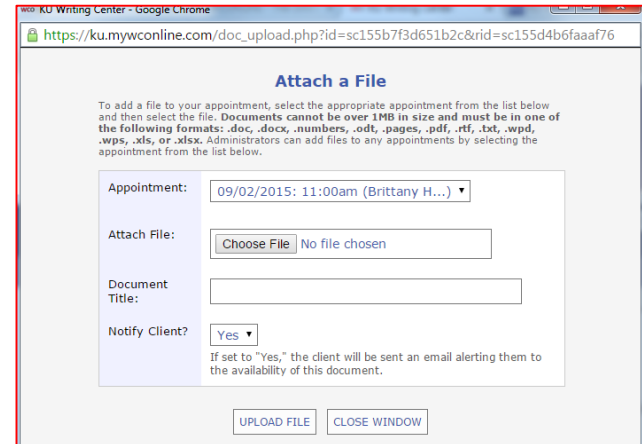 wco KU Writing Center - Google Chrome
https://ku.mywconline.com/doc_upload.php?id=sc155b7f3d651b2c&rid=sc155d4b6faaaf76
Attach a File
To add a file to your appointment, select the appropriate appointment from the list below
and then select the file. Documents cannot be over 1MB in size and must be in one of
the following formats: .doc, .docx, .numbers, .odt, .pages, .pdf, .rtf, .txt, .wpd,
.wps, .xls, or .xlsx. Administrators can add files to any appointments by selecting the
appointment from the list below.
Appointment: 09/02/2015: 11:00am (Brittany H...)
Attach File: Choose File No file chosen
Document
Title:
Notify Client? Yes
If set to "Yes," the client will be sent an email alerting them to
the availability of this document.
UPLOAD FILE CLOSE WINDOW